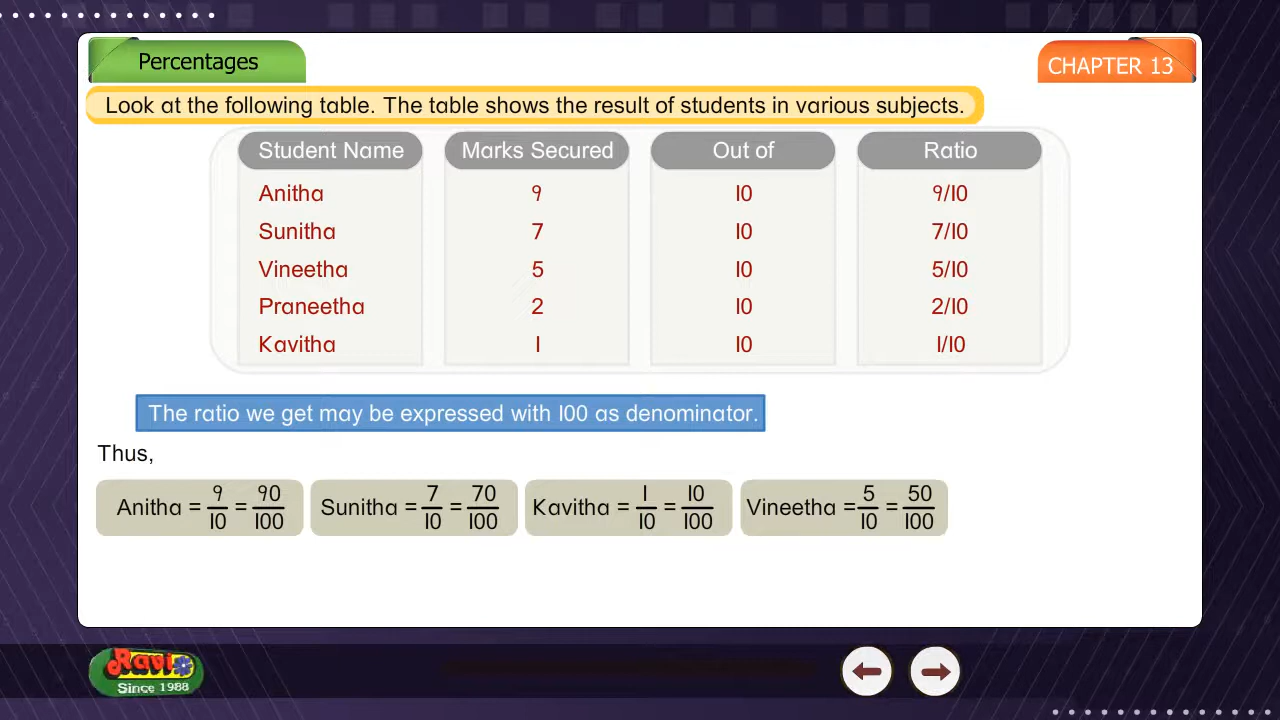 Percentages
CHAPTER 13
Look at the following table. The table shows the result of students in various subjects.
Student Name Marks Secured Out of Ratio
Anitha 9 10 9/10
Sunitha 7 10 7/10
Vineetha 5 10 5/10
Praneetha 2 10 2/10
Kavitha 1 10 1/10
The ratio we get may be expressed with 100 as denominator.
Thus,
Anitha = 9/10 = 90/100 Sunitha = 7/10 = 70/100 Kavitha = 1/10 = 10/100 Vineetha = 5/10 = 50/100
Ravi
Since 1988